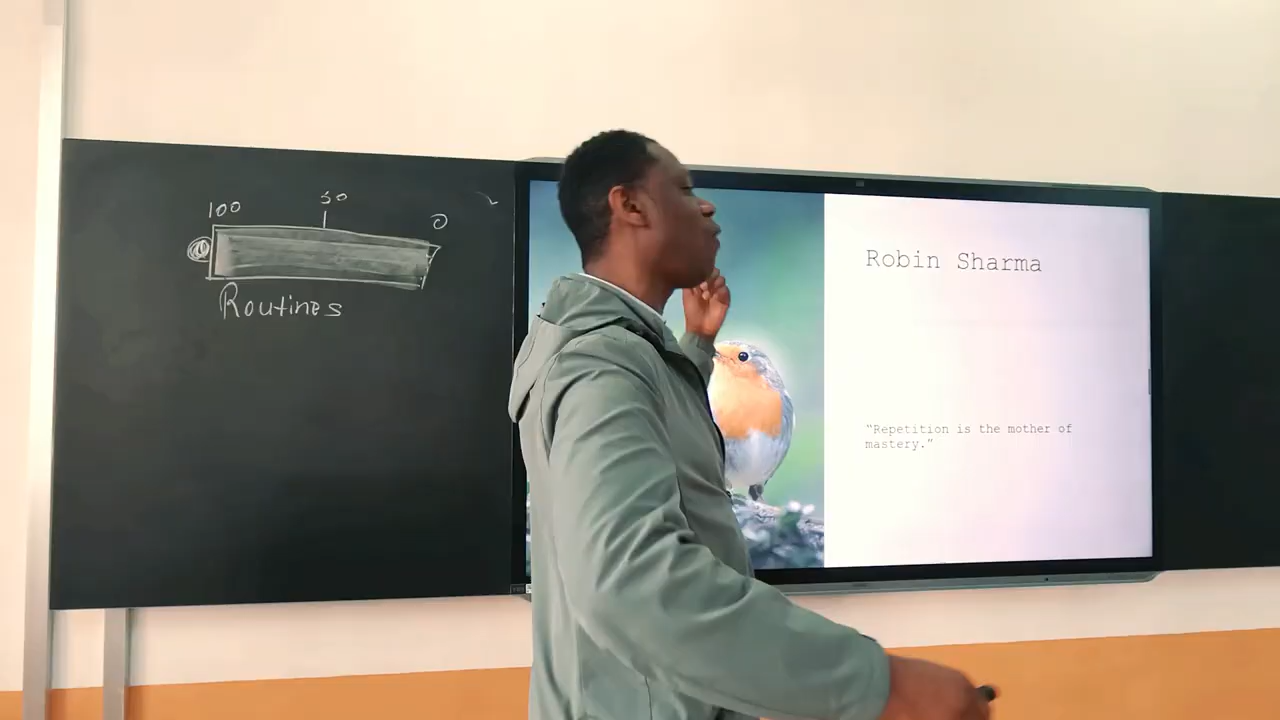 100 50 0
Routines
Robin Sharma
“Repetition is the mother of
mastery.”